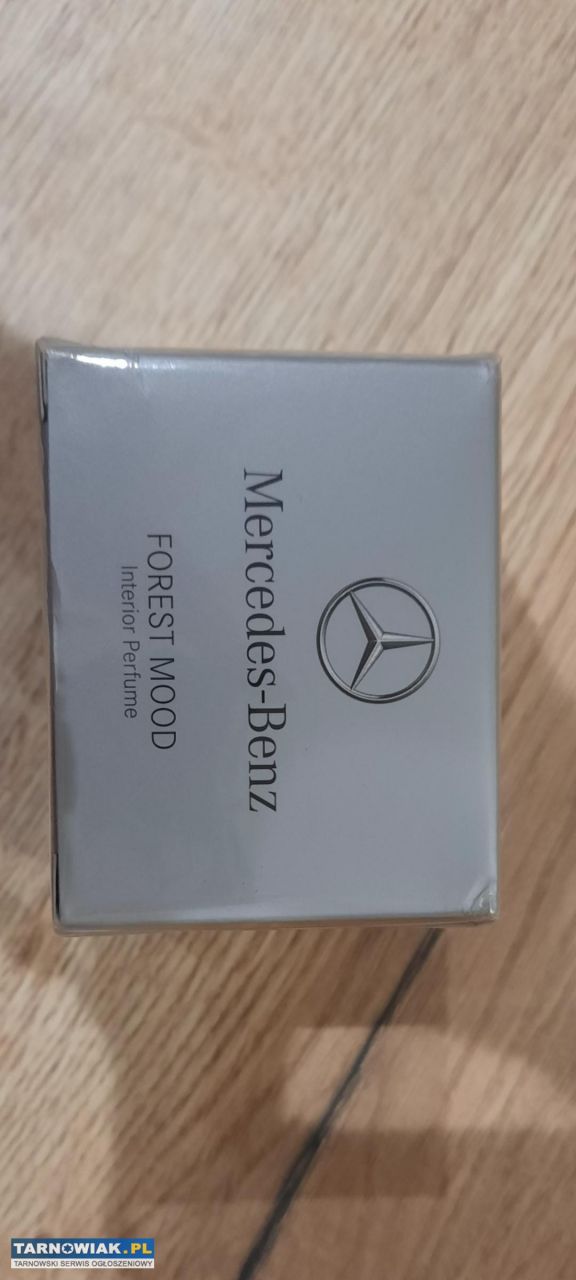 Mercedes-Benz
FOREST MOOD
Interior Perfume
TARNOWIAK.PL
TARNOWSKI SERWIS OGŁOSZENIOWY